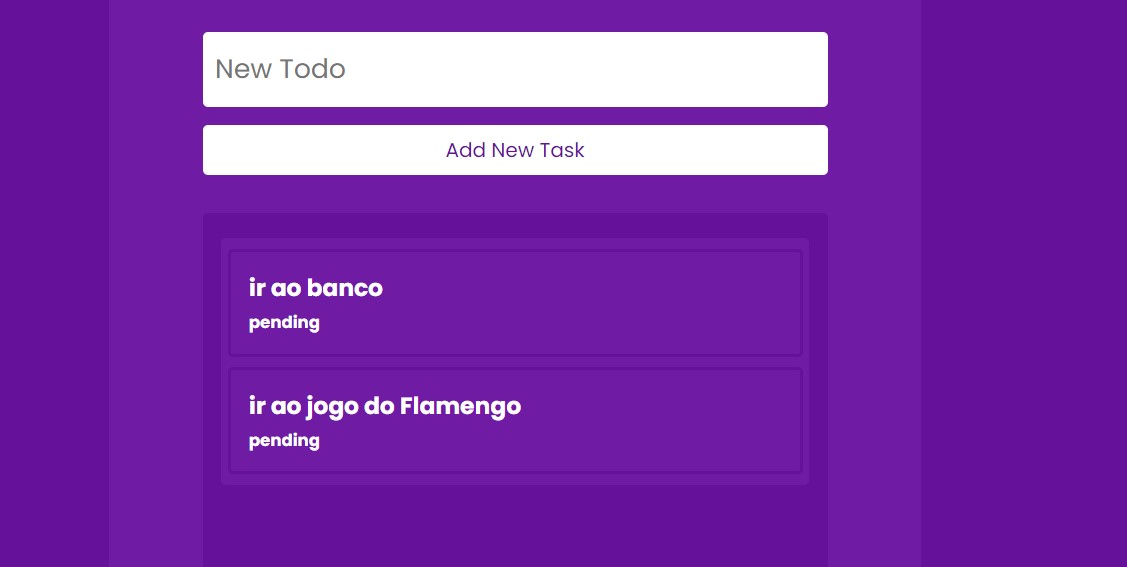 New Todo
Add New Task
ir ao banco
pending
ir ao jogo do Flamengo
pending